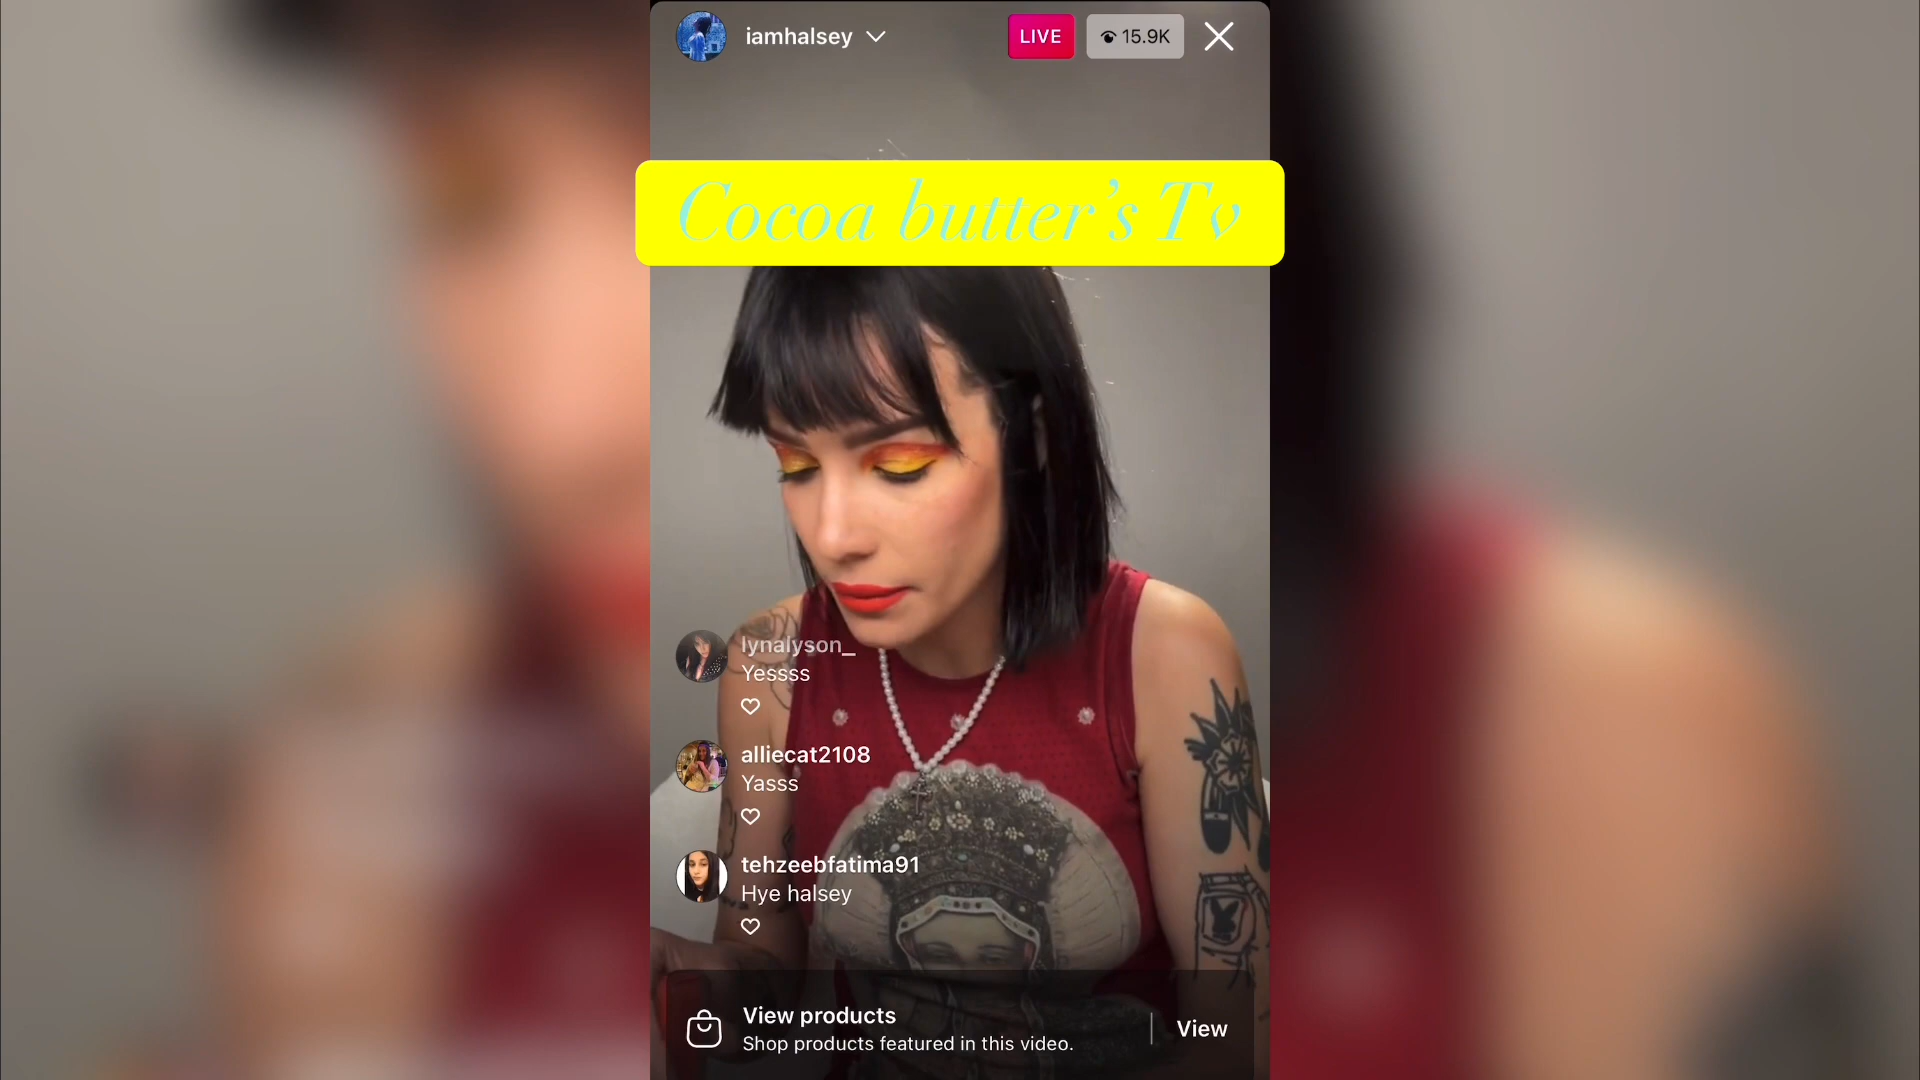 iamhalsey
LIVE
15.9K
Cocoa butter’s Tv
lynalyson_
Yessss
alliecat2108
Yasss
tehzeebfatima91
Hye halsey
View products
Shop products featured in this video.
View